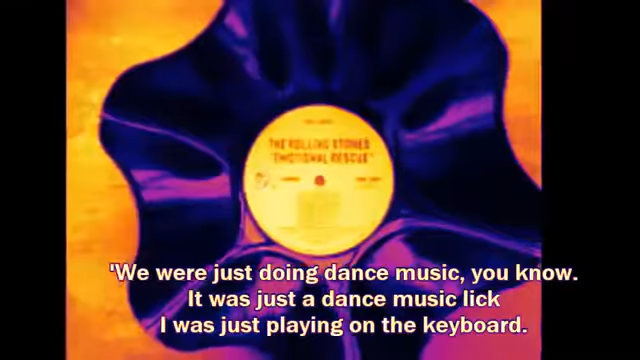 THE ROLLING STONES
"EMOTIONAL RESCUE"
'We were just doing dance music, you know.
It was just a dance music lick
I was just playing on the keyboard.